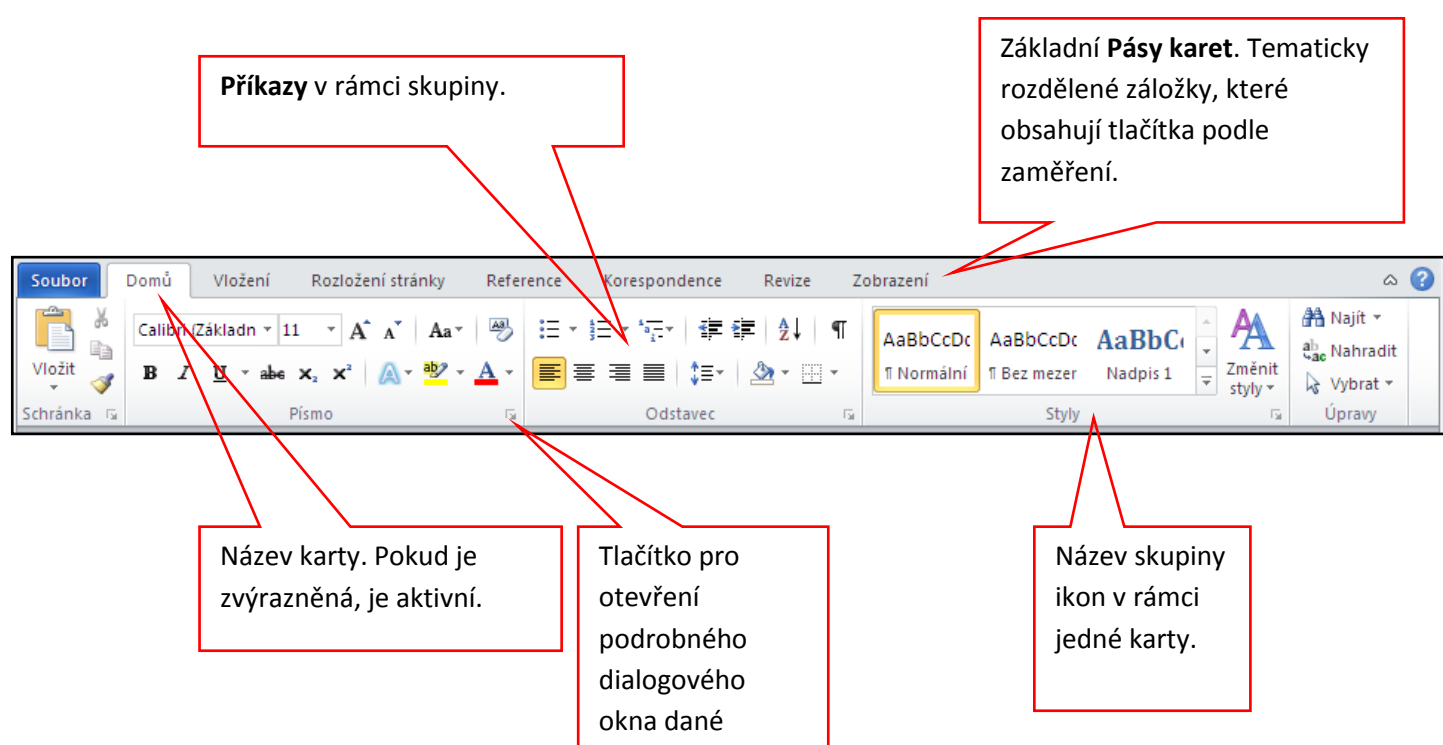 Základní Pásy karet. Tematicky
rozdělené záložky, které
obsahují tlačítka podle
zaměření.
Příkazy v rámci skupiny.
Soubor Domů Vložení Rozložení stránky Reference Korespondence Revize Zobrazení
Calibri (Základn 11 Aa
AaBbCcDc AaBbCcDc AaBbC
Najít
Nahradit
Vložit
¶ Normální ¶ Bez mezer Nadpis 1
Změnit
styly
Vybrat
Schránka Písmo Odstavec Styly Úpravy
Název karty. Pokud je
zvýrazněná, je aktivní.
Tlačítko pro
otevření
podrobného
dialogového
okna dané
Název skupiny
ikon v rámci
jedné karty.